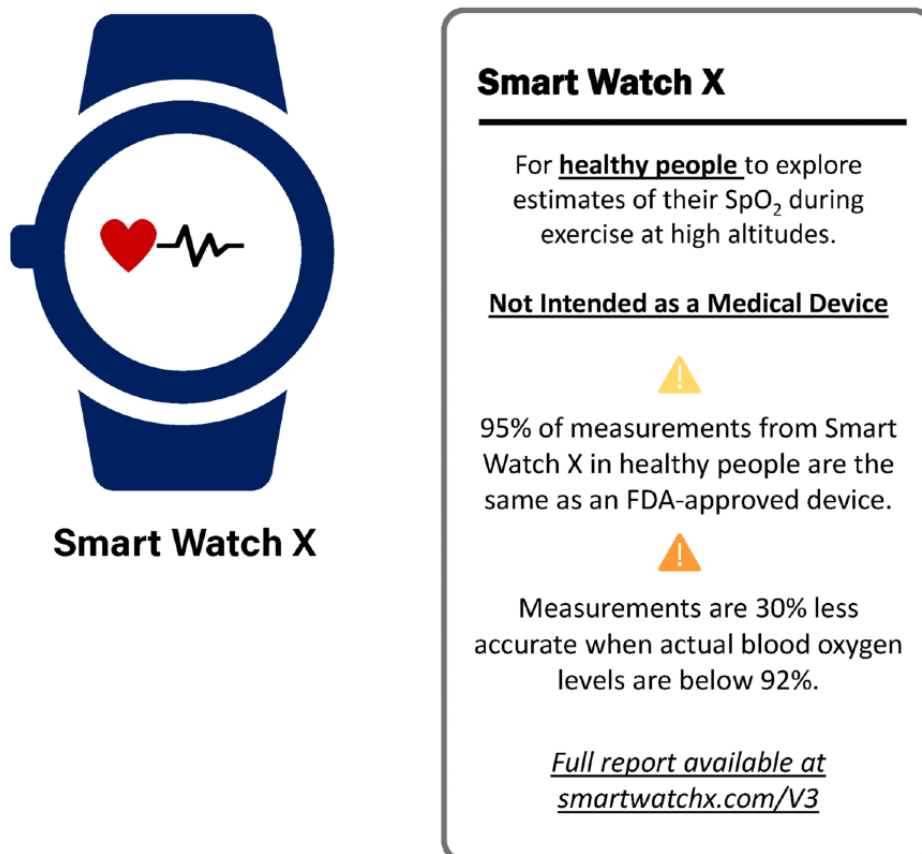 Smart Watch X
Smart Watch X
For healthy people to explore
estimates of their SpO₂ during
exercise at high altitudes.
Not Intended as a Medical Device
95% of measurements from Smart
Watch X in healthy people are the
same as an FDA-approved device.
Measurements are 30% less
accurate when actual blood oxygen
levels are below 92%.
Full report available at
smartwatchx.com/V3